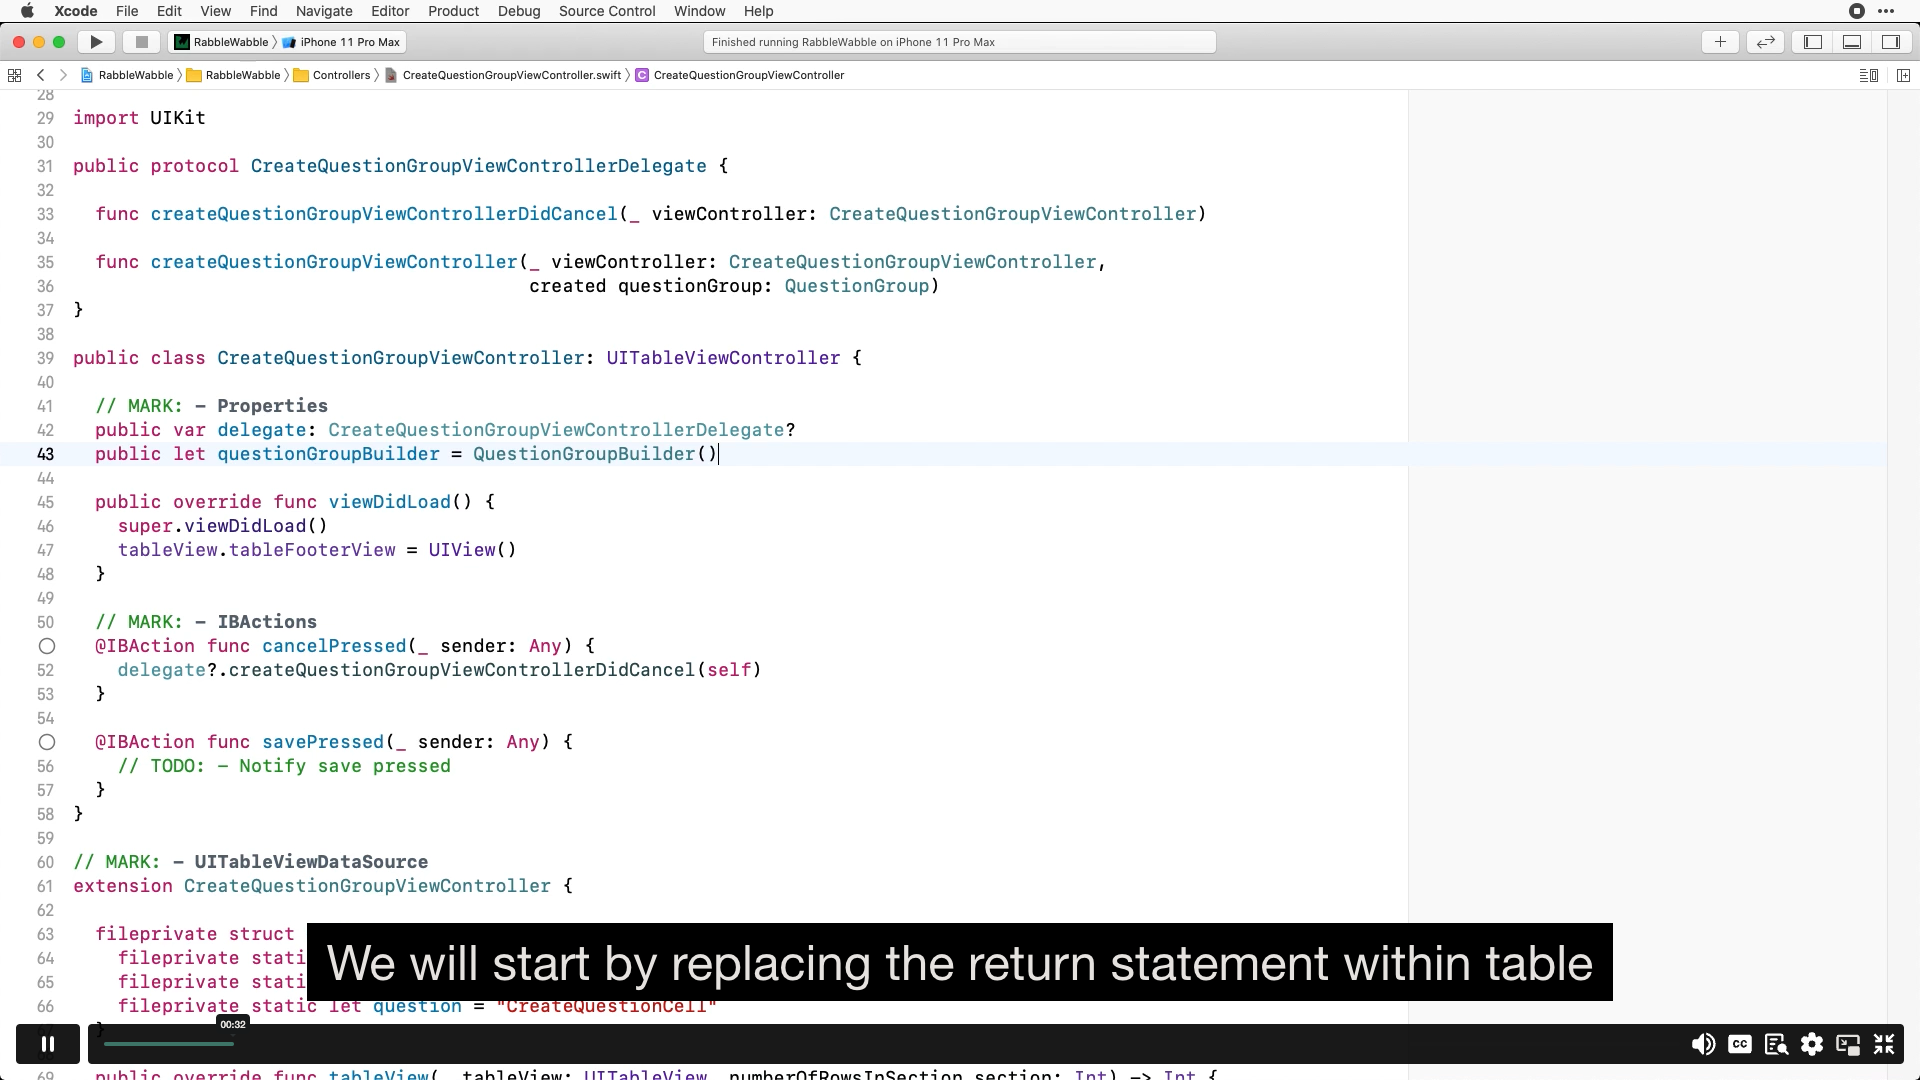 Xcode File Edit View Find Navigate Editor Product Debug Source Control Window Help
RabbleWabble iPhone 11 Pro Max Finished running RabbleWabble on iPhone 11 Pro Max
RabbleWabble RabbleWabble Controllers CreateQuestionGroupViewController.swift C CreateQuestionGroupViewController
28
29 import UIKit
30
31 public protocol CreateQuestionGroupViewControllerDelegate {
32
33 func createQuestionGroupViewControllerDidCancel(_ viewController: CreateQuestionGroupViewController)
34
35 func createQuestionGroupViewController(_ viewController: CreateQuestionGroupViewController,
36 created questionGroup: QuestionGroup)
37 }
38
39 public class CreateQuestionGroupViewController: UITableViewController {
40
41 // MARK: - Properties
42 public var delegate: CreateQuestionGroupViewControllerDelegate?
43 public let questionGroupBuilder = QuestionGroupBuilder()
44
45 public override func viewDidLoad() {
46 super.viewDidLoad()
47 tableView.tableFooterView = UIView()
48 }
49
50 // MARK: - IBActions
@IBAction func cancelPressed(_ sender: Any) {
52 delegate?.createQuestionGroupViewControllerDidCancel(self)
53 }
54
@IBAction func savePressed(_ sender: Any) {
56 // TODO: - Notify save pressed
57 }
58 }
59
60 // MARK: - UITableViewDataSource
61 extension CreateQuestionGroupViewController {
62
63 fileprivate struct
64 fileprivate stati
65 fileprivate stati
We will start by replacing the return statement within table
66 fileprivate static let question = "CreateQuestionCell"
00:32
CC
69 public override func tableView(_ tableView: UITableView, numberOfRowsInSection section: Int) -> Int {